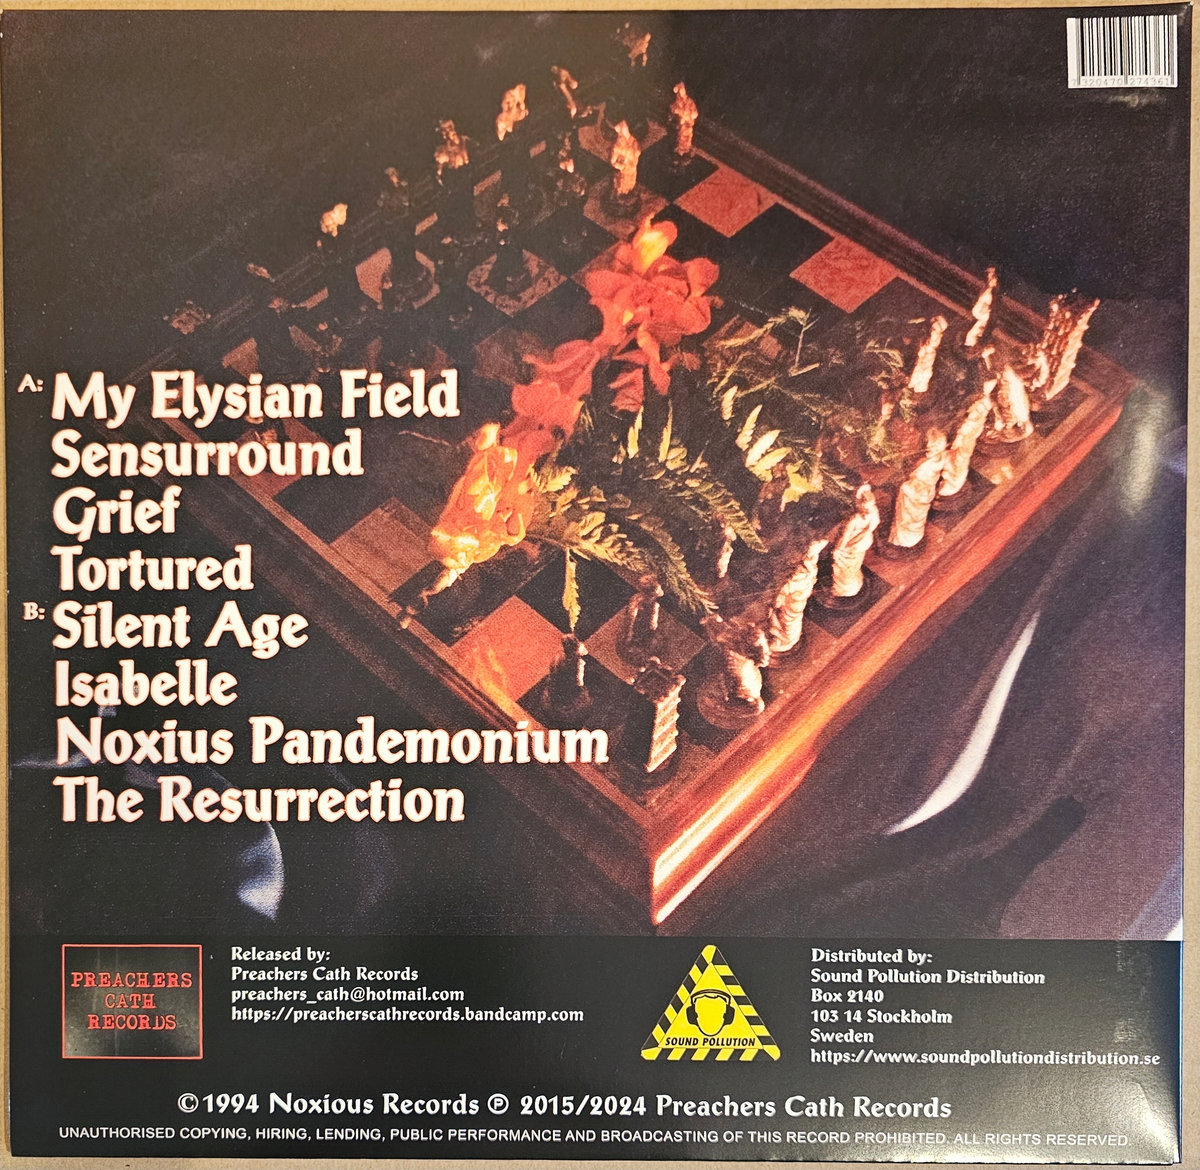 7 320470 274361
A: My Elysian Field
Sensurround
Grief
Tortured
B: Silent Age
Isabelle
Noxius Pandemonium
The Resurrection
PREACHERS
CATH
RECORDS
Released by:
Preachers Cath Records
preachers_cath@hotmail.com
https://preacherscathrecords.bandcamp.com
SOUND POLLUTION
Distributed by:
Sound Pollution Distribution
Box 2140
103 14 Stockholm
Sweden
https://www.soundpollutiondistribution.se
© 1994 Noxious Records ℗ 2015/2024 Preachers Cath Records
UNAUTHORISED COPYING, HIRING, LENDING, PUBLIC PERFORMANCE AND BROADCASTING OF THIS RECORD PROHIBITED. ALL RIGHTS RESERVED.